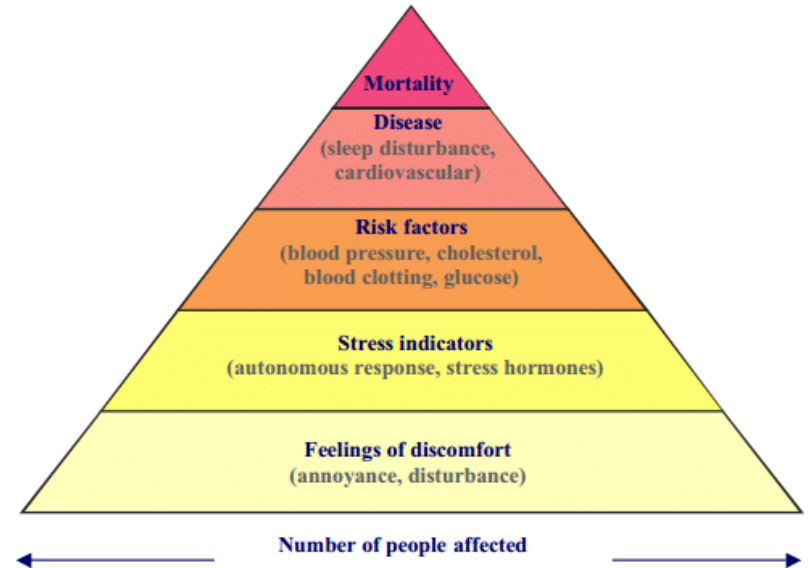 Mortality
Disease
(sleep disturbance,
cardiovascular)
Risk factors
(blood pressure, cholesterol,
blood clotting, glucose)
Stress indicators
(autonomous response, stress hormones)
Feelings of discomfort
(annoyance, disturbance)
Number of people affected